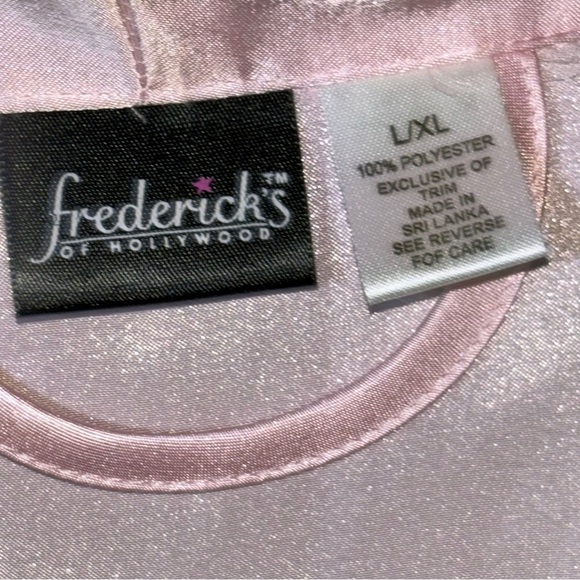 frederick's™
OF HOLLYWOOD
L/XL
100% POLYESTER
EXCLUSIVE OF
TRIM
MADE IN
SRI LANKA
SEE REVERSE
FOF CARE